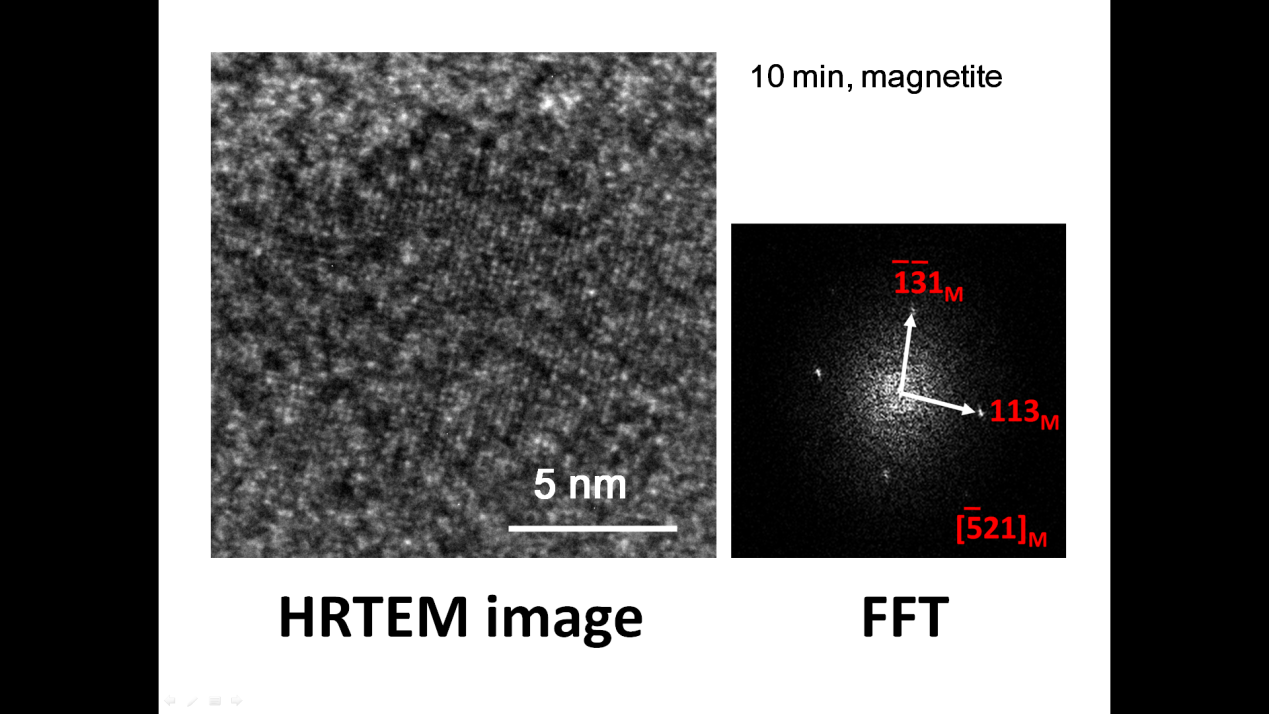 10 min, magnetite
1̅3̅1M
113M
5 nm
[5̅21]M
HRTEM image
FFT